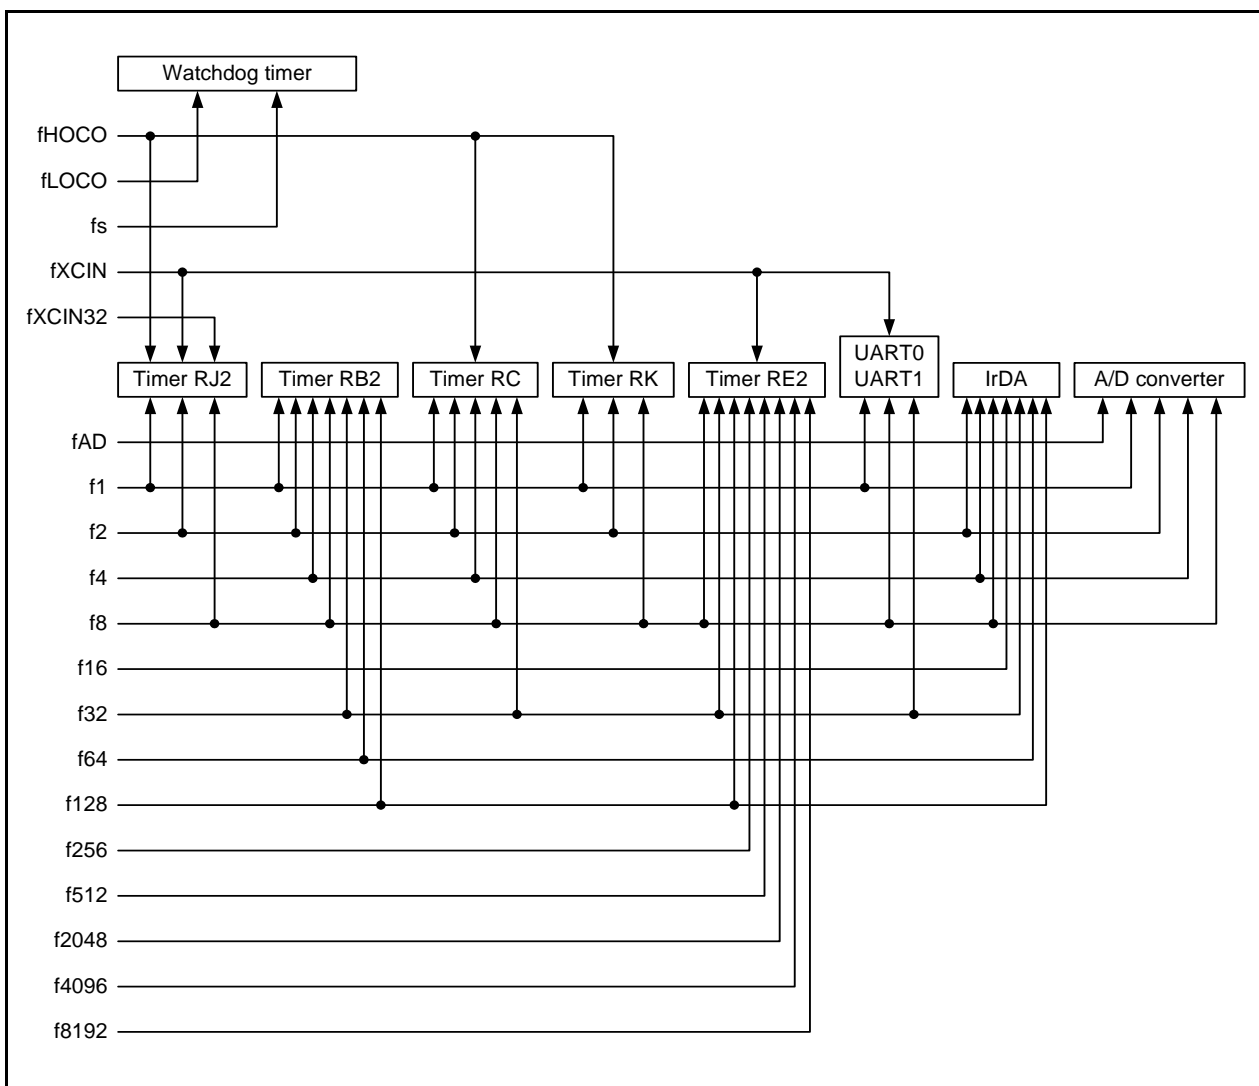 Watchdog timer
fHOCO
fLOCO
fs
fXCIN
fXCIN32
UART0
Timer RJ2 Timer RB2 Timer RC Timer RK Timer RE2 UART1 IrDA A/D converter
fAD
f1
f2
f4
f8
f16
f32
f64
f128
f256
f512
f2048
f4096
f8192